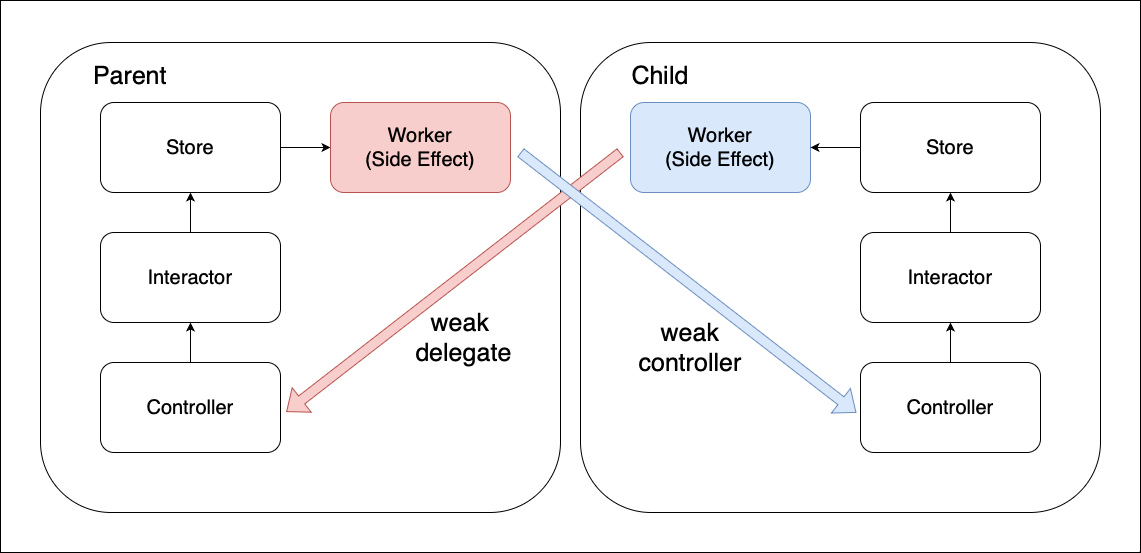 Parent
Store
Worker
(Side Effect)
Interactor
Controller
weak
delegate
Child
Worker
(Side Effect)
Store
Interactor
Controller
weak
controller